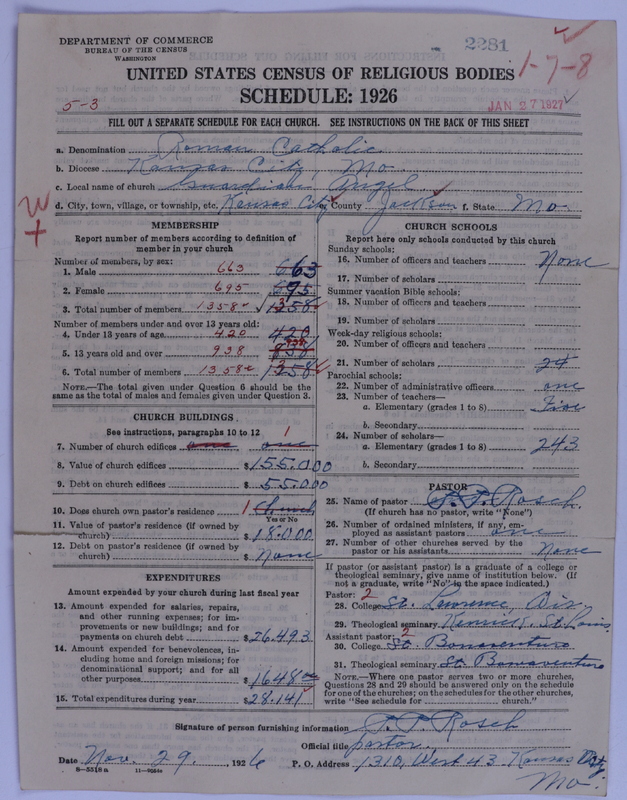 DEPARTMENT OF COMMERCE
BUREAU OF THE CENSUS
WASHINGTON
2281
1-7-8
UNITED STATES CENSUS OF RELIGIOUS BODIES
SCHEDULE: 1926
5-3
JAN 27 1927
FILL OUT A SEPARATE SCHEDULE FOR EACH CHURCH. SEE INSTRUCTIONS ON THE BACK OF THIS SHEET
a. Denomination Roman Catholic
b. Diocese Kansas City, Mo.
c. Local name of church Guardian Angel
d. City, town, village, or township, etc. Kansas City e. County Jackson f. State Mo.
MEMBERSHIP
Report number of members according to definition of
member in your church
Number of members, by sex:
1. Male 663 663
2. Female 695 695
3. Total number of members 1358 1358
Number of members under and over 13 years old:
4. Under 13 years of age 420 420
5. 13 years old and over 938 938
6. Total number of members 1358 1358
NOTE.—The total given under Question 6 should be the
same as the total of males and females given under Question 3.
CHURCH BUILDINGS
See instructions, paragraphs 10 to 12
7. Number of church edifices one 1 one
8. Value of church edifices $155.000
9. Debt on church edifices $55.000
10. Does church own pastor's residence 1 Church
Yes or No
11. Value of pastor's residence (if owned by
church) $18.000
12. Debt on pastor's residence (if owned by
church) $None
EXPENDITURES
Amount expended by your church during last fiscal year
13. Amount expended for salaries, repairs,
and other running expenses; for im-
provements or new buildings; and for
payments on church debt $26.493
14. Amount expended for benevolences, in-
cluding home and foreign missions; for
denominational support; and for all
other purposes $1648
15. Total expenditures during year $28.141
CHURCH SCHOOLS
Report here only schools conducted by this church
Sunday schools:
16. Number of officers and teachers None
17. Number of scholars
Summer vacation Bible schools:
18. Number of officers and teachers
19. Number of scholars
Week-day religious schools:
20. Number of officers and teachers
21. Number of scholars 24
Parochial schools:
22. Number of administrative officers one
23. Number of teachers—
a. Elementary (grades 1 to 8) Five
b. Secondary
24. Number of scholars—
a. Elementary (grades 1 to 8) 243
b. Secondary
PASTOR
25. Name of pastor Rosch
(If church has no pastor, write "None")
26. Number of ordained ministers, if any, em-
ployed as assistant pastors one
27. Number of other churches served by the
pastor or his assistants None
If pastor (or assistant pastor) is a graduate of a college or
theological seminary, give name of institution below. (If
not a graduate, write "No" in the space indicated.)
Pastor: 2
28. College St. Lawrence, Wis.
29. Theological seminary Kenrick, St. Louis
Assistant pastor: 2
30. College St. Bonaventure
31. Theological seminary St. Bonaventure
NOTE.—Where one pastor serves two or more churches,
Questions 28 and 29 should be answered only on the schedule
for one of the churches; on the schedules for the other churches,
write "See schedule for church."
Signature of person furnishing information Rosch
Official title pastor.
Date Nov. 29, 1926 P. O. Address 1310, West 43 Kansas City,
Mo.
8—5518a 11—9034a